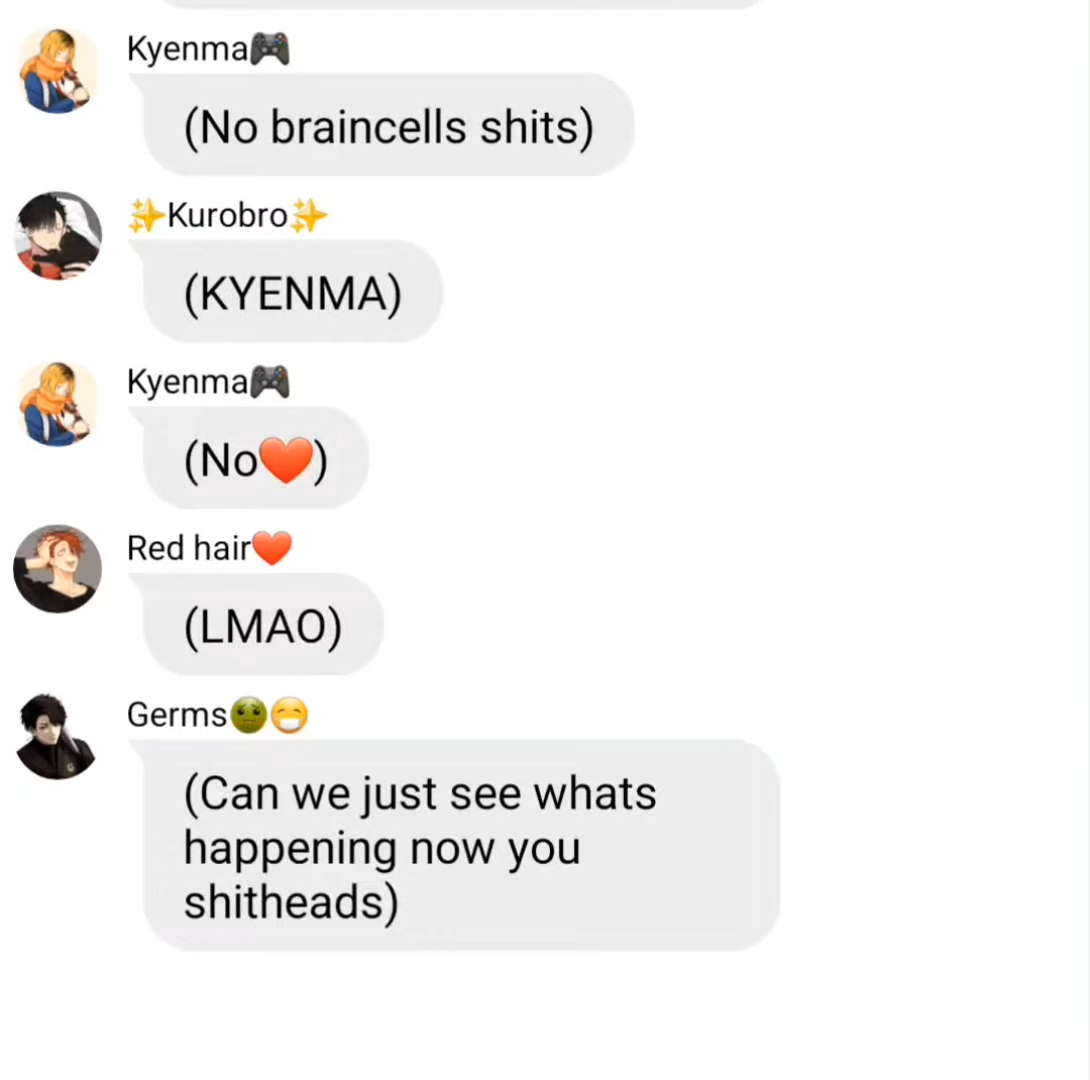 Kyenma🎮
(No braincells shits)
✨Kurobro✨
(KYENMA)
Kyenma🎮
(No❤️)
Red hair❤️
(LMAO)
Germs🤢😷
(Can we just see whats
happening now you
shitheads)